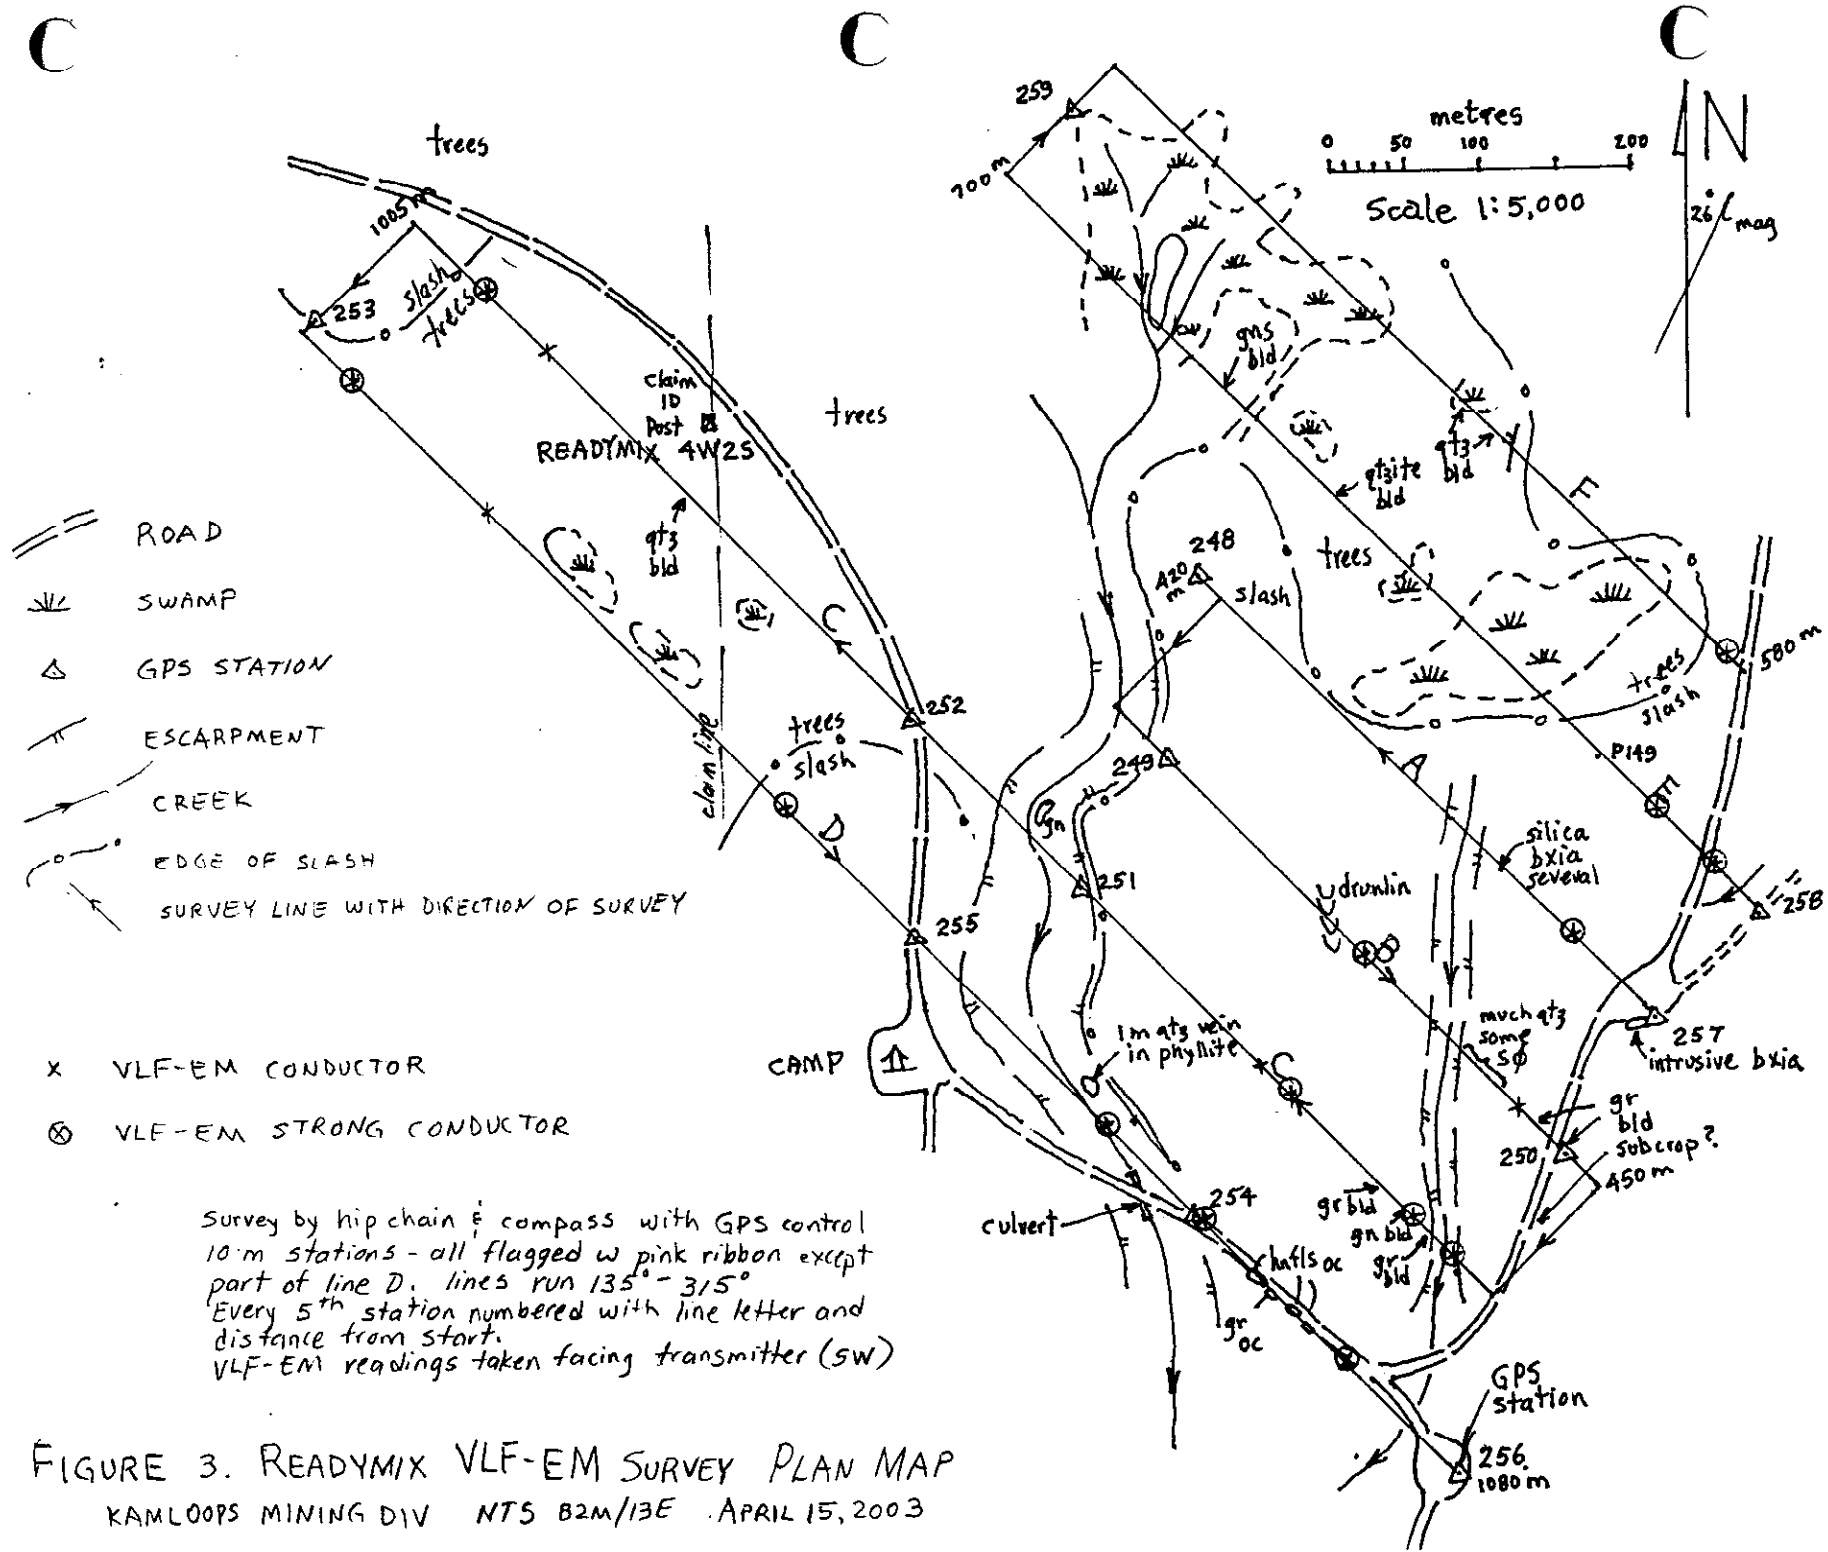 C C C
259
metres
0 50 100 200
Scale 1:5,000
N
26° mag
700 m
trees
1005 m
253
slash
trees
claim
ID
Post
READYMIX 4W2S
trees
qtz
bld
gns
bld
qtz
bld
qtzite
bld
F
248
420
m
slash
trees
trees
slash
580 m
ROAD
SWAMP
GPS STATION
ESCARPMENT
CREEK
EDGE OF SLASH
SURVEY LINE WITH DIRECTION OF SURVEY
C
252
claim line
trees
slash
D
249
gn
A
P149
E
silica
bxia
several
251
drumlin
B
258
255
CAMP
1m qtz vein
in phyllite
C
much qtz
some
257
intrusive bxia
gr
bld
subcrop?
250
450 m
VLF-EM CONDUCTOR
VLF-EM STRONG CONDUCTOR
254
culvert
gr bld
gn bld
gr
bld
hnfls oc
gr
oc
Survey by hip chain & compass with GPS control
10 m stations - all flagged w pink ribbon except
part of line D. lines run 135° - 315°
Every 5th station numbered with line letter and
distance from start.
VLF-EM readings taken facing transmitter (SW)
GPS
station
256
1080 m
FIGURE 3. READYMIX VLF-EM SURVEY PLAN MAP
KAMLOOPS MINING DIV NTS 82M/13E APRIL 15, 2003